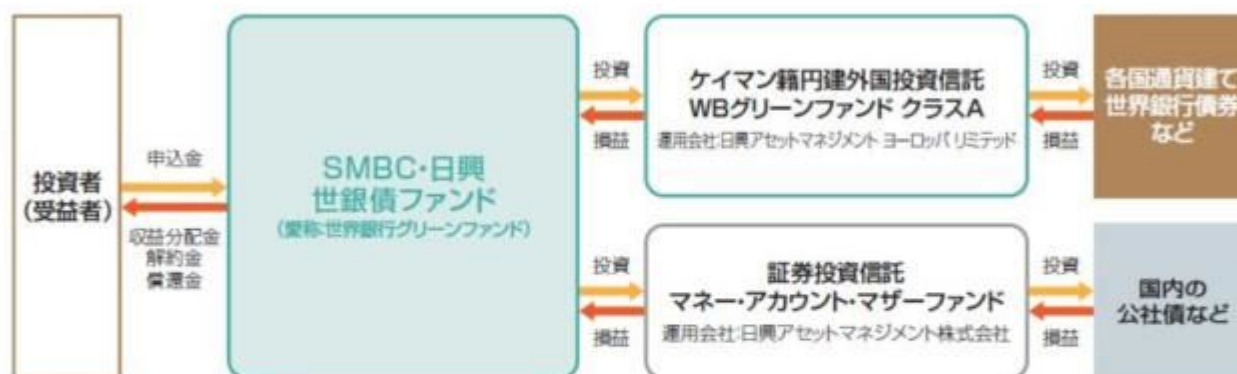 投資者
(受益者)
申込金
収益分配金
解約金
償還金
SMBC・日興
世銀債ファンド
(愛称:世界銀行グリーンファンド)
投資
損益
ケイマン籍円建外国投資信託
WBグリーンファンド クラスA
運用会社:日興アセットマネジメント ヨーロッパ リミテッド
投資
損益
各国通貨建て
世界銀行債券
など
投資
損益
証券投資信託
マネー・アカウント・マザーファンド
運用会社:日興アセットマネジメント株式会社
投資
損益
国内の
公社債など